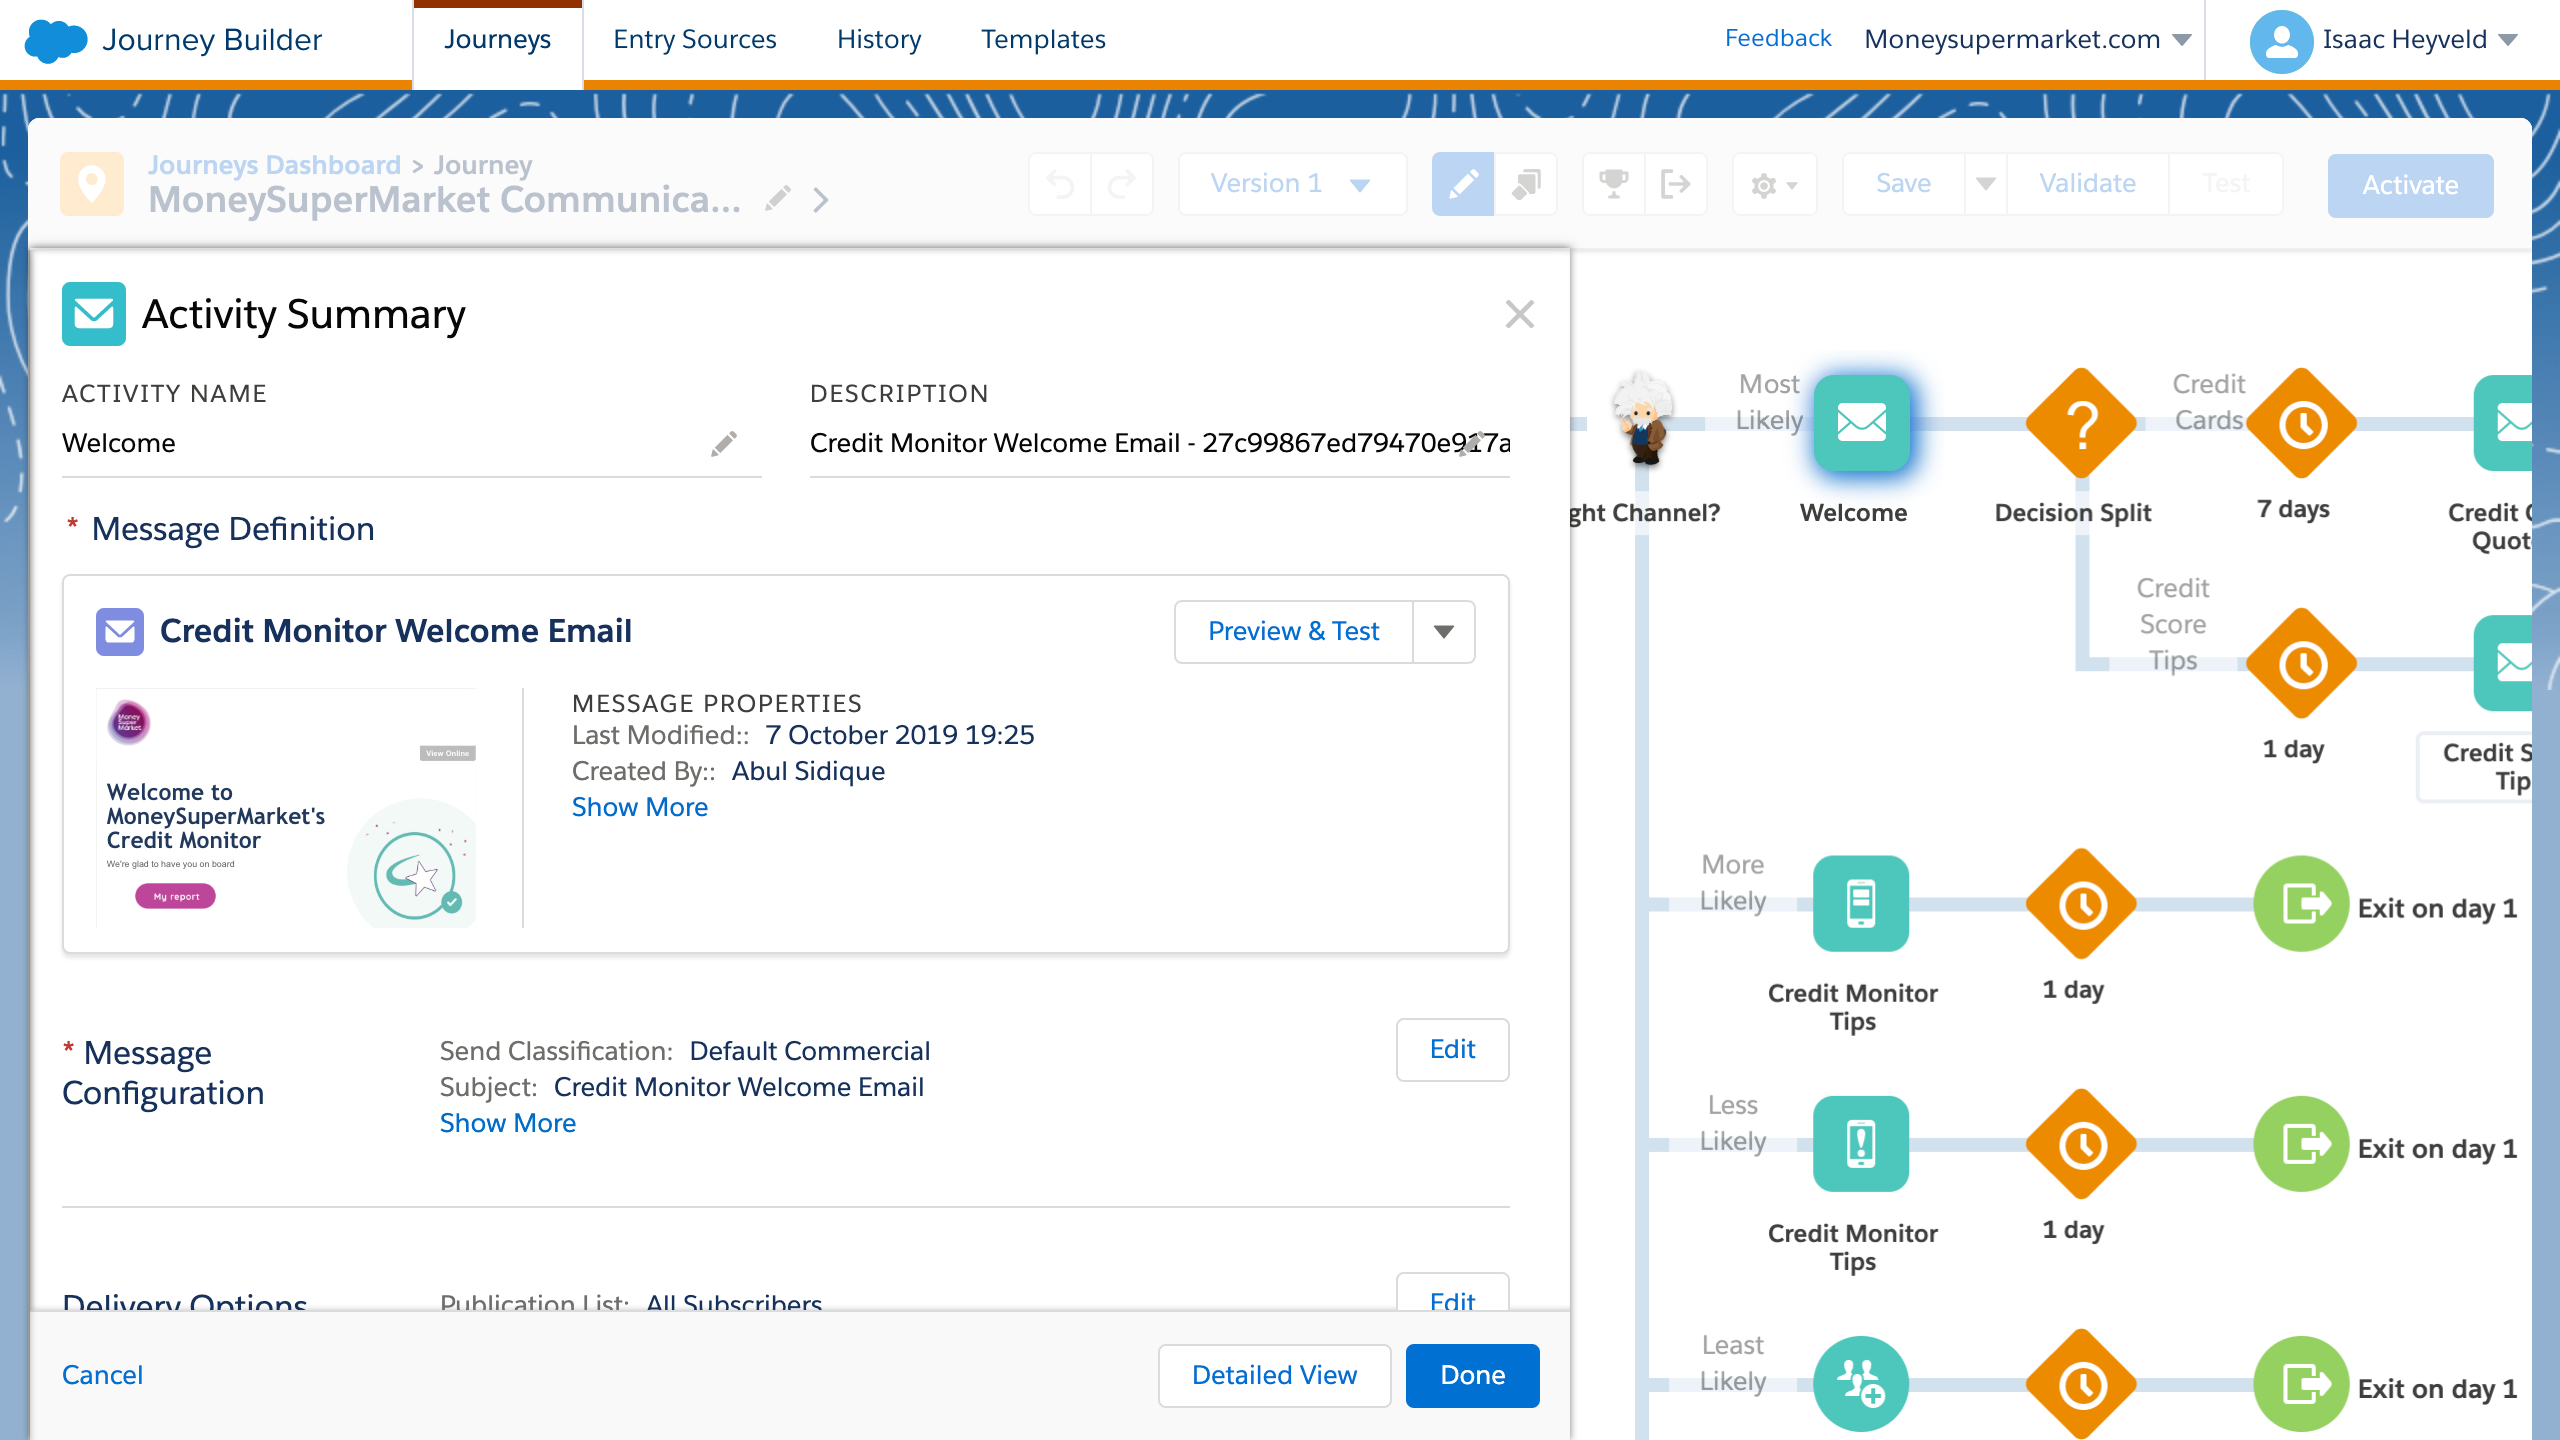 Journey Builder
Journeys
Entry Sources
History
Templates
Feedback
Moneysupermarket.com
Isaac Heyveld
Journeys Dashboard > Journey
MoneySuperMarket Communica...
Version 1
Save
Validate
Test
Activate
Activity Summary
ACTIVITY NAME
DESCRIPTION
Welcome
Credit Monitor Welcome Email - 27c99867ed79470e917a
* Message Definition
Credit Monitor Welcome Email
Preview & Test
Money
Super
Market
View Online
Welcome to
MoneySuperMarket's
Credit Monitor
We're glad to have you on board
My report
MESSAGE PROPERTIES
Last Modified:: 7 October 2019 19:25
Created By:: Abul Sidique
Show More
* Message
Configuration
Send Classification: Default Commercial
Subject: Credit Monitor Welcome Email
Show More
Edit
Delivery Options
Publication List: All Subscribers
Edit
Cancel
Detailed View
Done
Most
Likely
Credit
Cards
?
ght Channel?
Welcome
Decision Split
7 days
Credit
Quot
Credit
Score
Tips
1 day
Credit S
Tip
More
Likely
Exit on day 1
Credit Monitor
Tips
1 day
Less
Likely
Exit on day 1
Credit Monitor
Tips
1 day
Least
Likely
Exit on day 1